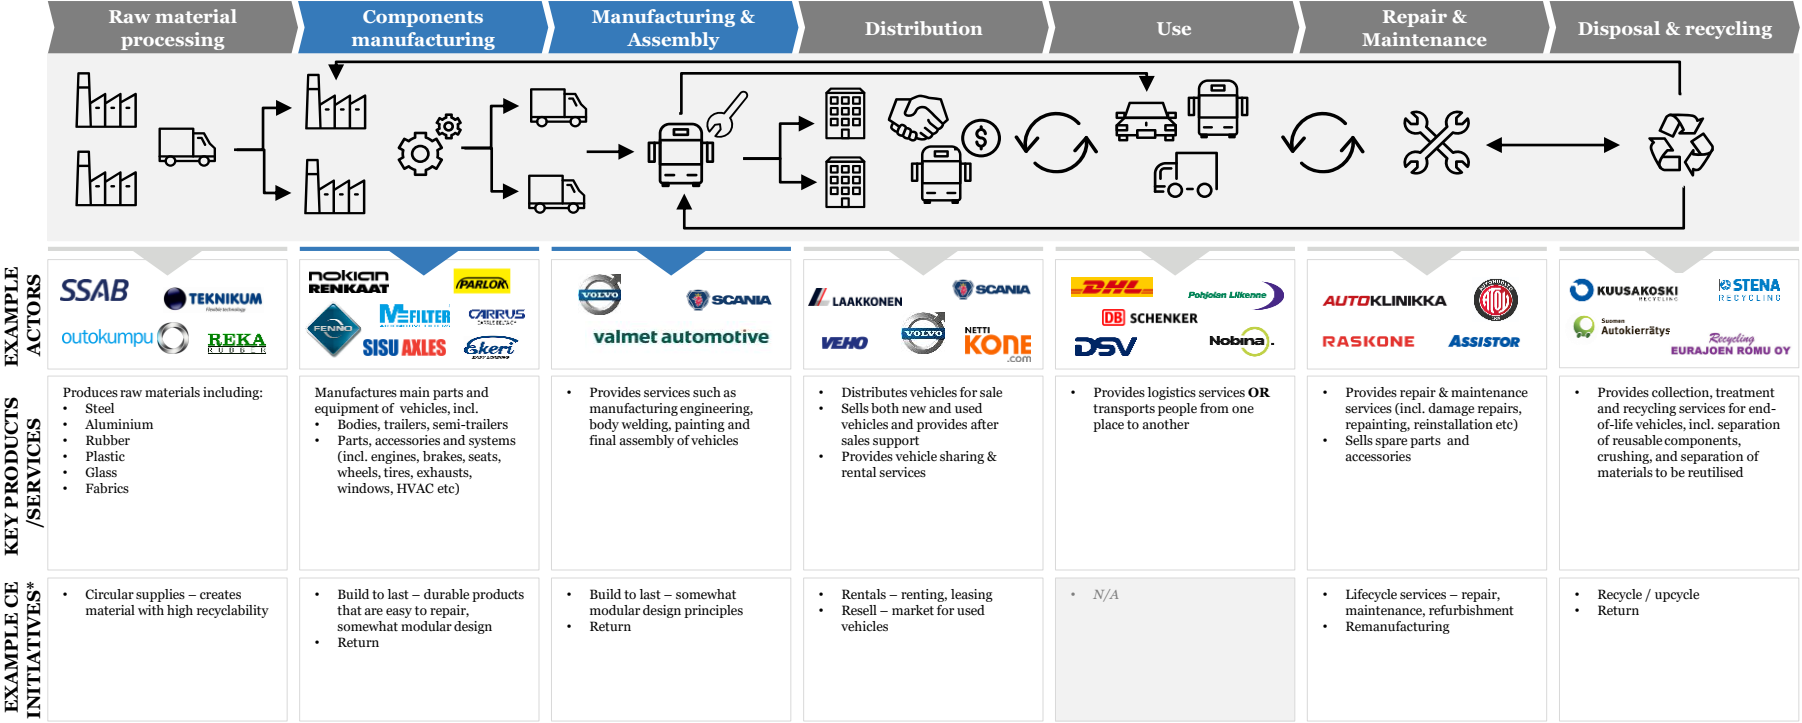 Raw material
processing
Components
manufacturing
Manufacturing &
Assembly
Distribution
Use
Repair &
Maintenance
Disposal & recycling
$
EXAMPLE
ACTORS
SSAB
TEKNIKUM
Flexible technology
outokumpu
REKA
RUBBER
nokian
RENKAAT
PARLOK
FENNO
MFILTER
CARRUS
SISU AXLES
Ekeri
VOLVO
SCANIA
valmet automotive
LAAKKONEN
SCANIA
VEHO
VOLVO
NETTI
KONE
.com
DHL
Pohjolan Liikenne
DB SCHENKER
DSV
Nobina
AUTOKLINIKKA
RASKONE
ASSISTOR
KUUSAKOSKI
RECYCLING
STENA
RECYCLING
Suomen
Autokierrätys
Recycling
EURAJOEN ROMU OY
KEY PRODUCTS
/SERVICES
Produces raw materials including:
• Steel
• Aluminium
• Rubber
• Plastic
• Glass
• Fabrics
Manufactures main parts and
equipment of vehicles, incl.
• Bodies, trailers, semi-trailers
• Parts, accessories and systems
(incl. engines, brakes, seats,
wheels, tires, exhausts,
windows, HVAC etc)
• Provides services such as
manufacturing engineering,
body welding, painting and
final assembly of vehicles
• Distributes vehicles for sale
• Sells both new and used
vehicles and provides after
sales support
• Provides vehicle sharing &
rental services
• Provides logistics services OR
transports people from one
place to another
• Provides repair & maintenance
services (incl. damage repairs,
repainting, reinstallation etc)
• Sells spare parts and
accessories
• Provides collection, treatment
and recycling services for end-
of-life vehicles, incl. separation
of reusable components,
crushing, and separation of
materials to be reutilised
EXAMPLE CE
INITIATIVES*
• Circular supplies – creates
material with high recyclability
• Build to last – durable products
that are easy to repair,
somewhat modular design
• Return
• Build to last – somewhat
modular design principles
• Return
• Rentals – renting, leasing
• Resell – market for used
vehicles
• N/A
• Lifecycle services – repair,
maintenance, refurbishment
• Remanufacturing
• Recycle / upcycle
• Return